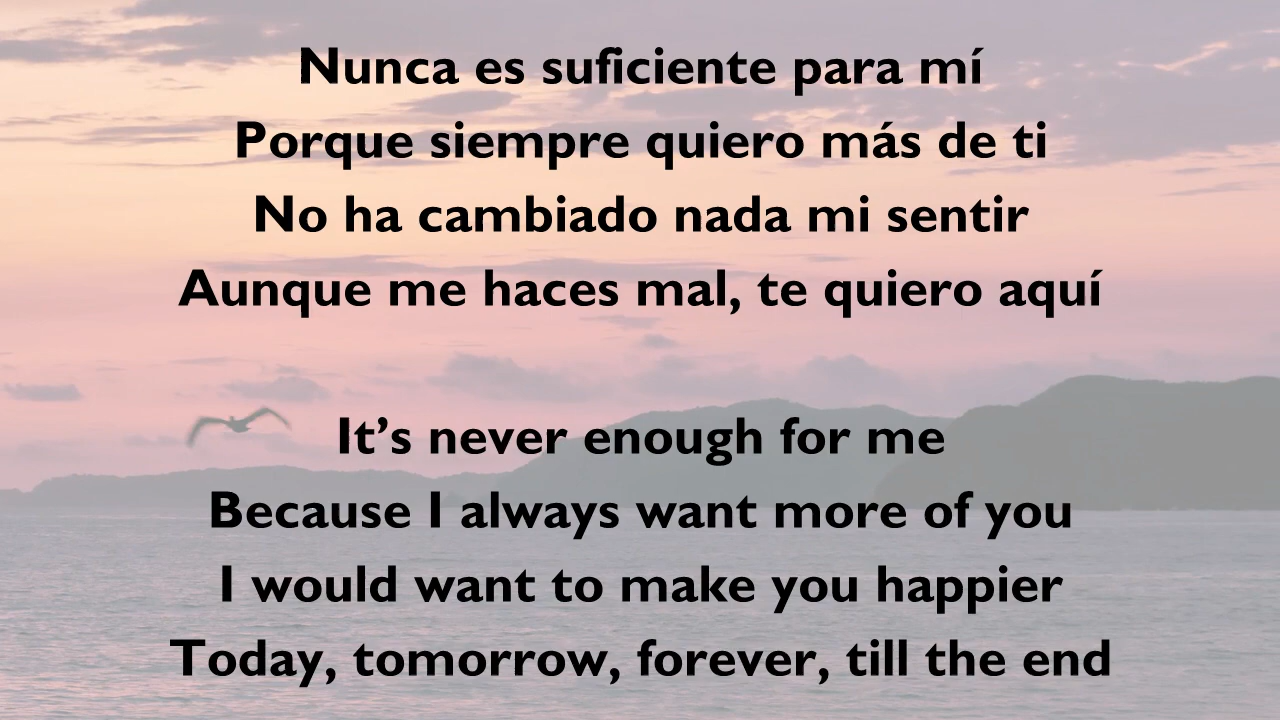 Nunca es suficiente para mí
Porque siempre quiero más de ti
No ha cambiado nada mi sentir
Aunque me haces mal, te quiero aquí
It’s never enough for me
Because I always want more of you
I would want to make you happier
Today, tomorrow, forever, till the end